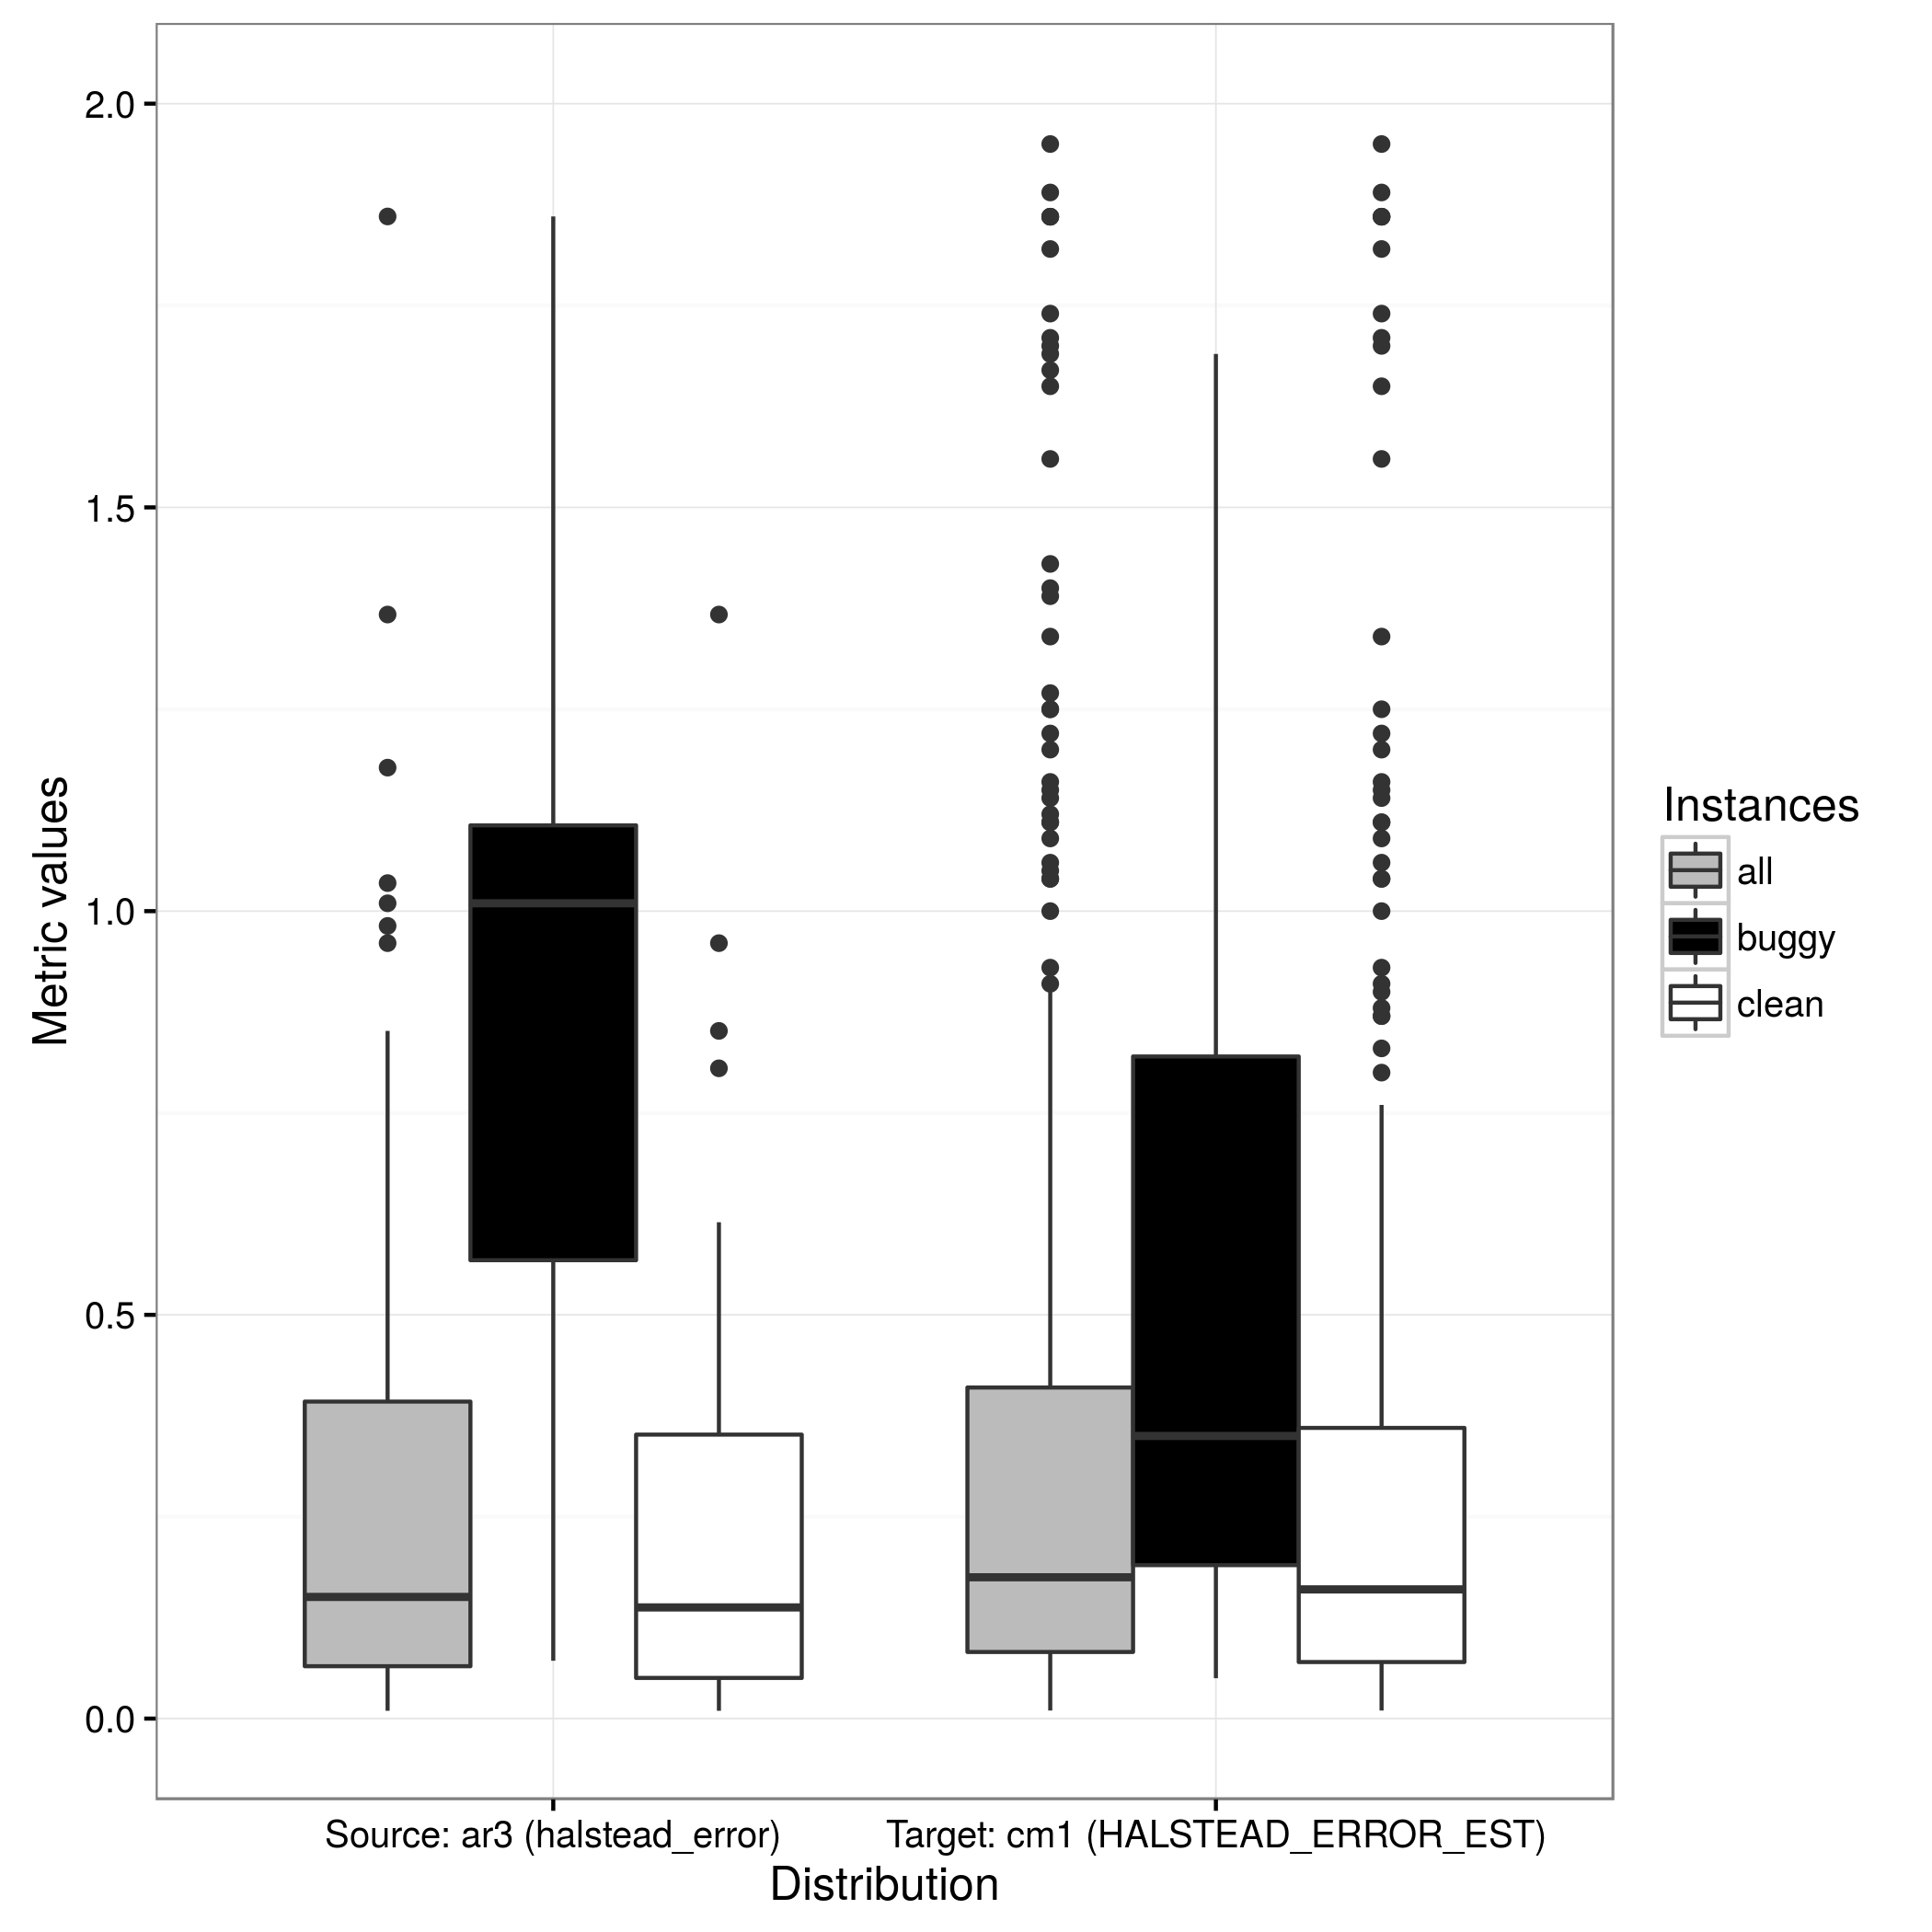 2.0
1.5
1.0
0.5
0.0
Metric values
Source: ar3 (halstead_error)
Target: cm1 (HALSTEAD_ERROR_EST)
Distribution
Instances
all
buggy
clean